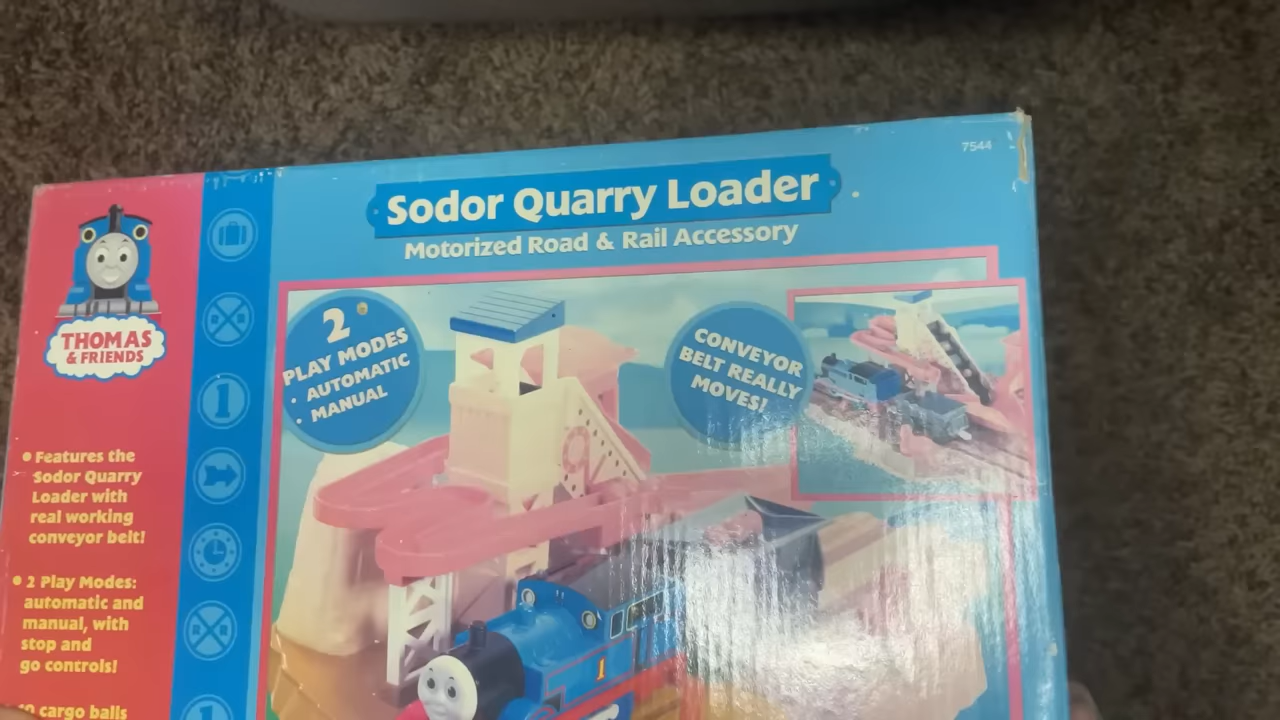 7544
Sodor Quarry Loader
Motorized Road & Rail Accessory
THOMAS
& FRIENDS
2
PLAY MODES
• AUTOMATIC
• MANUAL
CONVEYOR
BELT REALLY
MOVES!
1
• Features the
Sodor Quarry
Loader with
real working
conveyor belt!
• 2 Play Modes:
automatic and
manual, with
stop and
go controls!
cargo balls
1
1